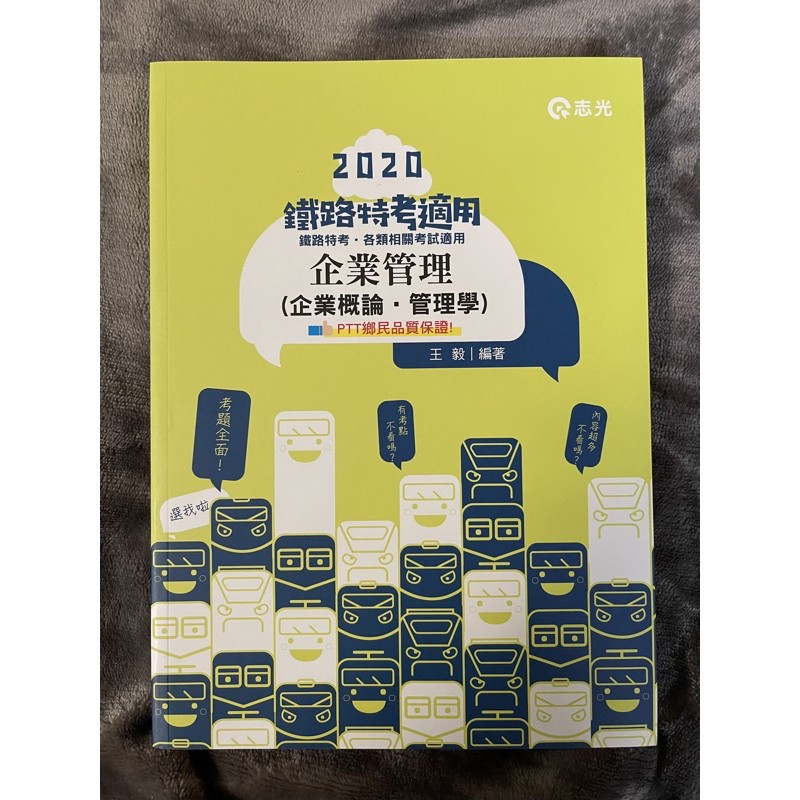 志光
2020
鐵路特考適用
鐵路特考・各類相關考試適用
企業管理
(企業概論・管理學)
PTT鄉民品質保證!
王 毅｜編著
考題全面！
有考點
不看嗎？
內容超多
不看嗎？
選我啦